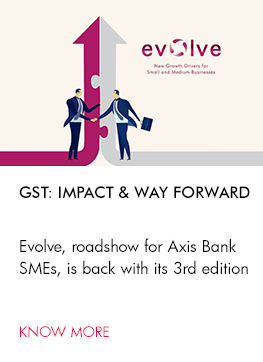 evolve
New Growth Drivers for
Small and Medium Businesses
GST: IMPACT & WAY FORWARD
Evolve, roadshow for Axis Bank
SMEs, is back with its 3rd edition
KNOW MORE